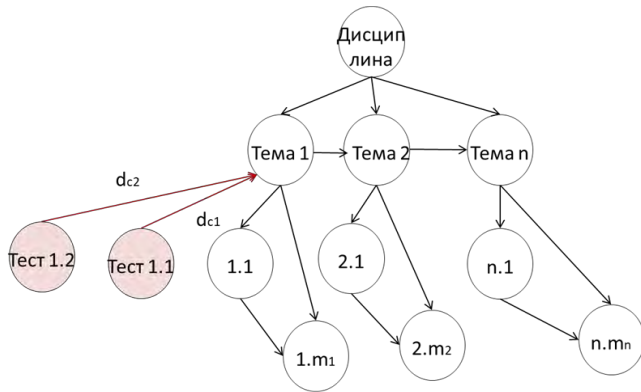 Дисцип
лина
Тема 1
Тема 2
Тема n
dc2
dc1
Тест 1.2
Тест 1.1
1.1
2.1
n.1
1.m1
2.m2
n.mn